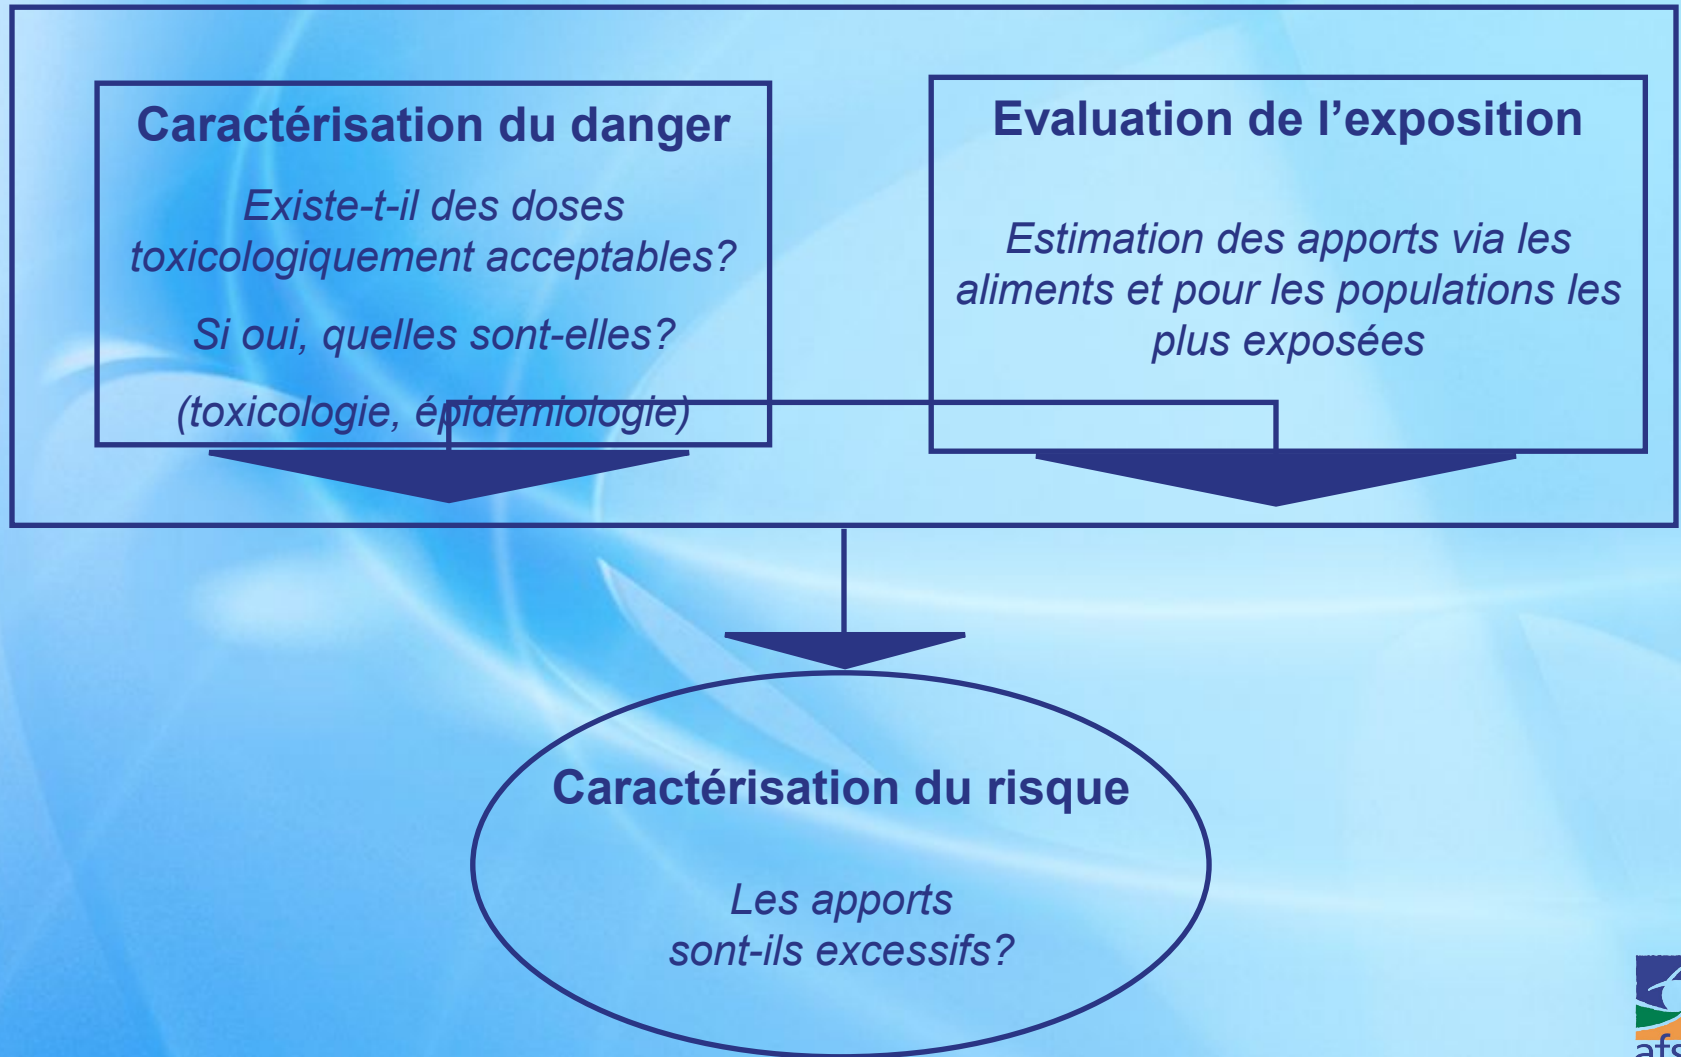 Caractérisation du danger
Existe-t-il des doses
toxicologiquement acceptables?
Si oui, quelles sont-elles?
(toxicologie, épidémiologie)
Evaluation de l’exposition
Estimation des apports via les
aliments et pour les populations les
plus exposées
Caractérisation du risque
Les apports
sont-ils excessifs?